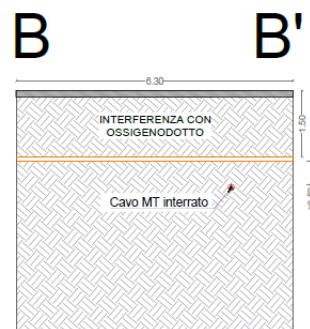 B B'
6.30
INTERFERENZA CON
OSSIGENODOTTO
1.50
Cavo MT interrato